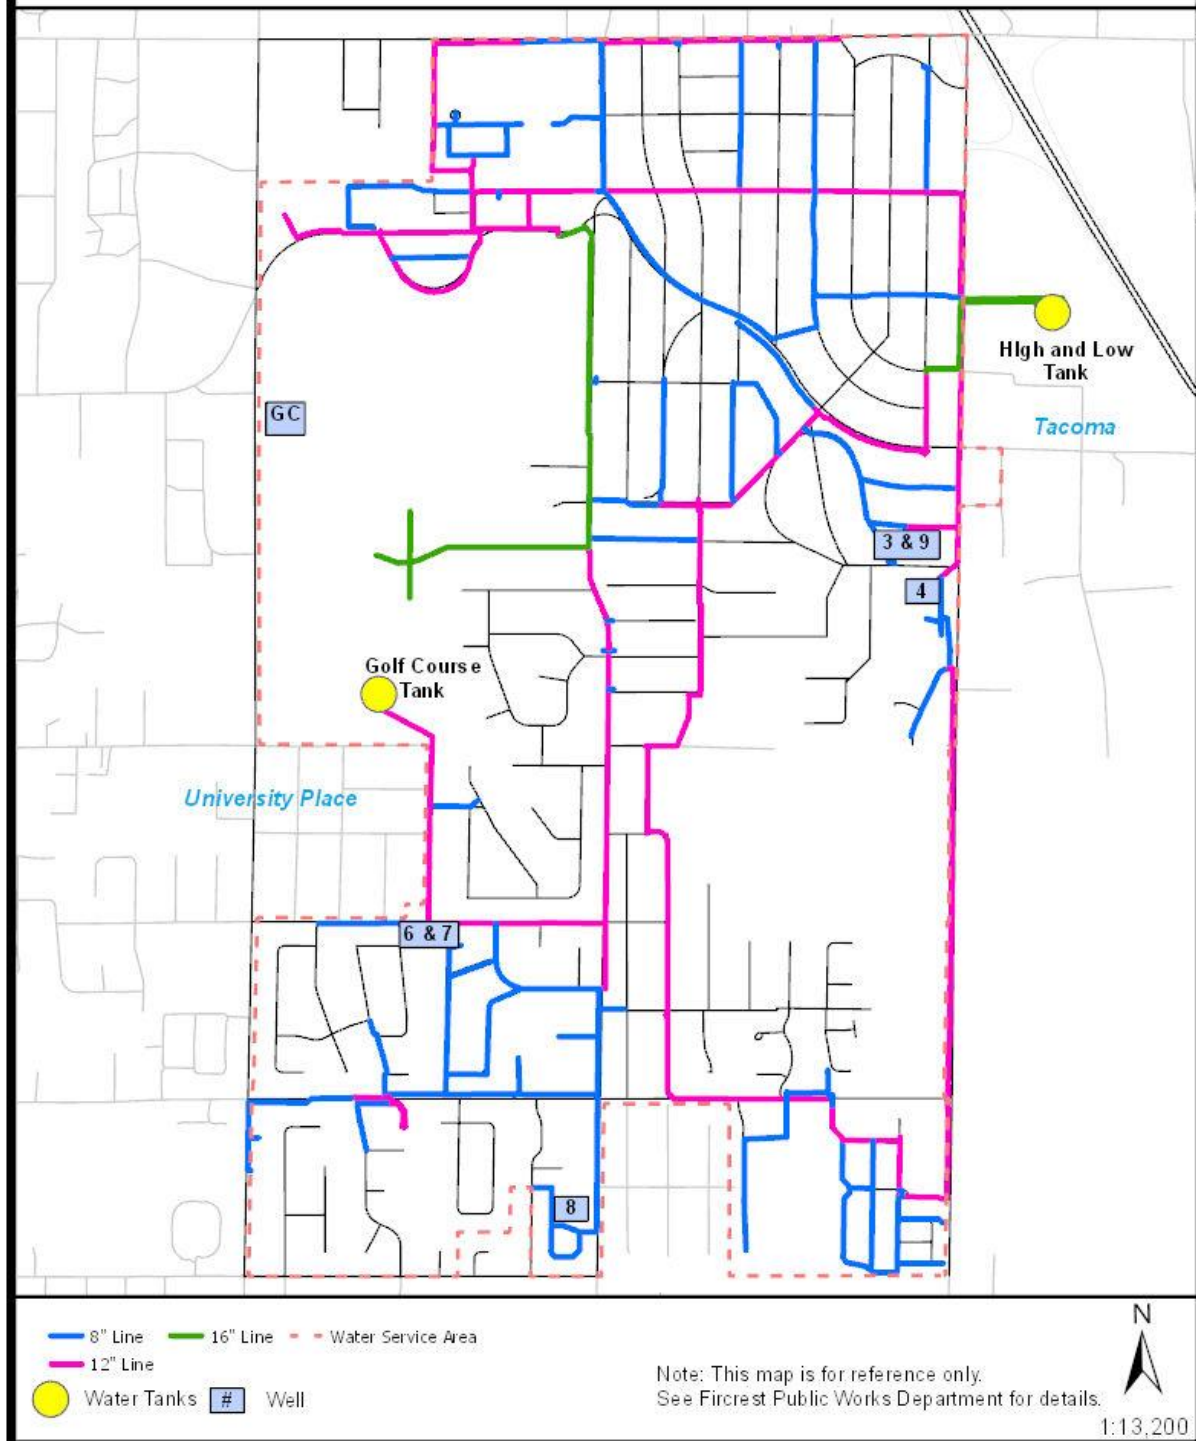 HIgh and Low
Tank
GC
Tacoma
3 & 9
4
Golf Course
Tank
University Place
6 & 7
8
8" Line
16" Line
Water Service Area
12" Line
Water Tanks
#
Well
Note: This map is for reference only.
See Fircrest Public Works Department for details.
N
1:13,200